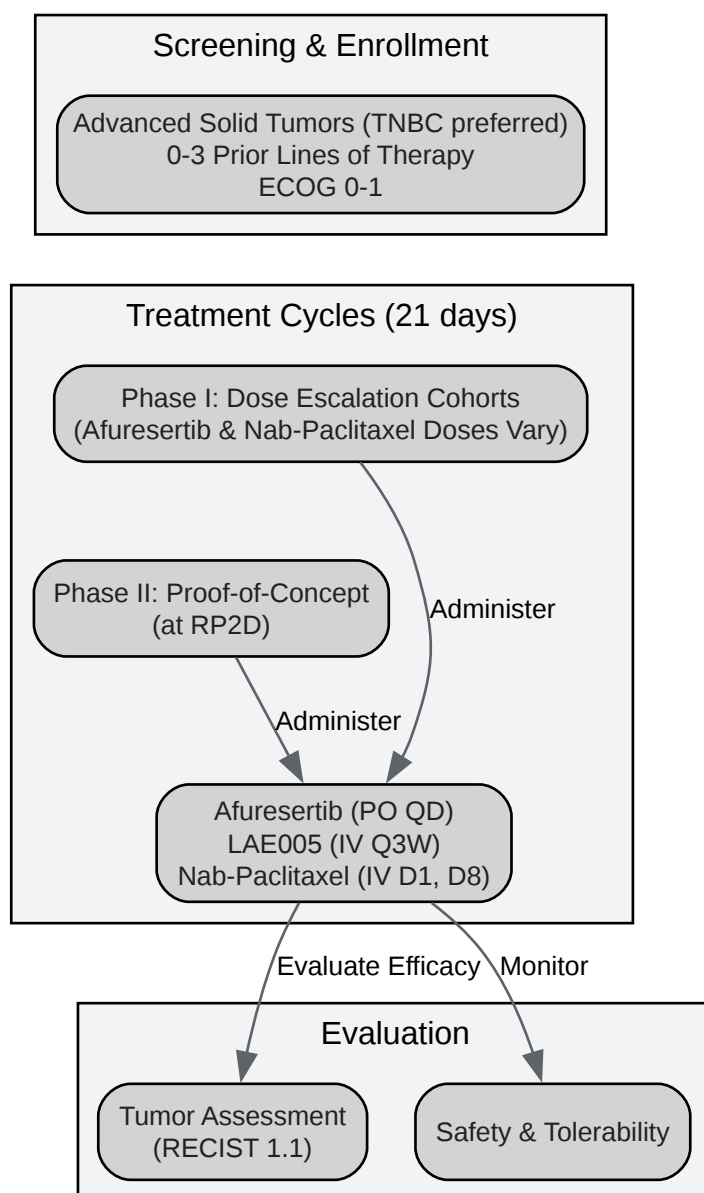 Screening & Enrollment
Advanced Solid Tumors (TNBC preferred)
0-3 Prior Lines of Therapy
ECOG 0-1
Treatment Cycles (21 days)
Phase I: Dose Escalation Cohorts
(Afuresertib & Nab-Paclitaxel Doses Vary)
Phase II: Proof-of-Concept
(at RP2D)
Administer
Administer
Afuresertib (PO QD)
LAE005 (IV Q3W)
Nab-Paclitaxel (IV D1, D8)
Evaluate Efficacy
Monitor
Evaluation
Tumor Assessment
(RECIST 1.1)
Safety & Tolerability